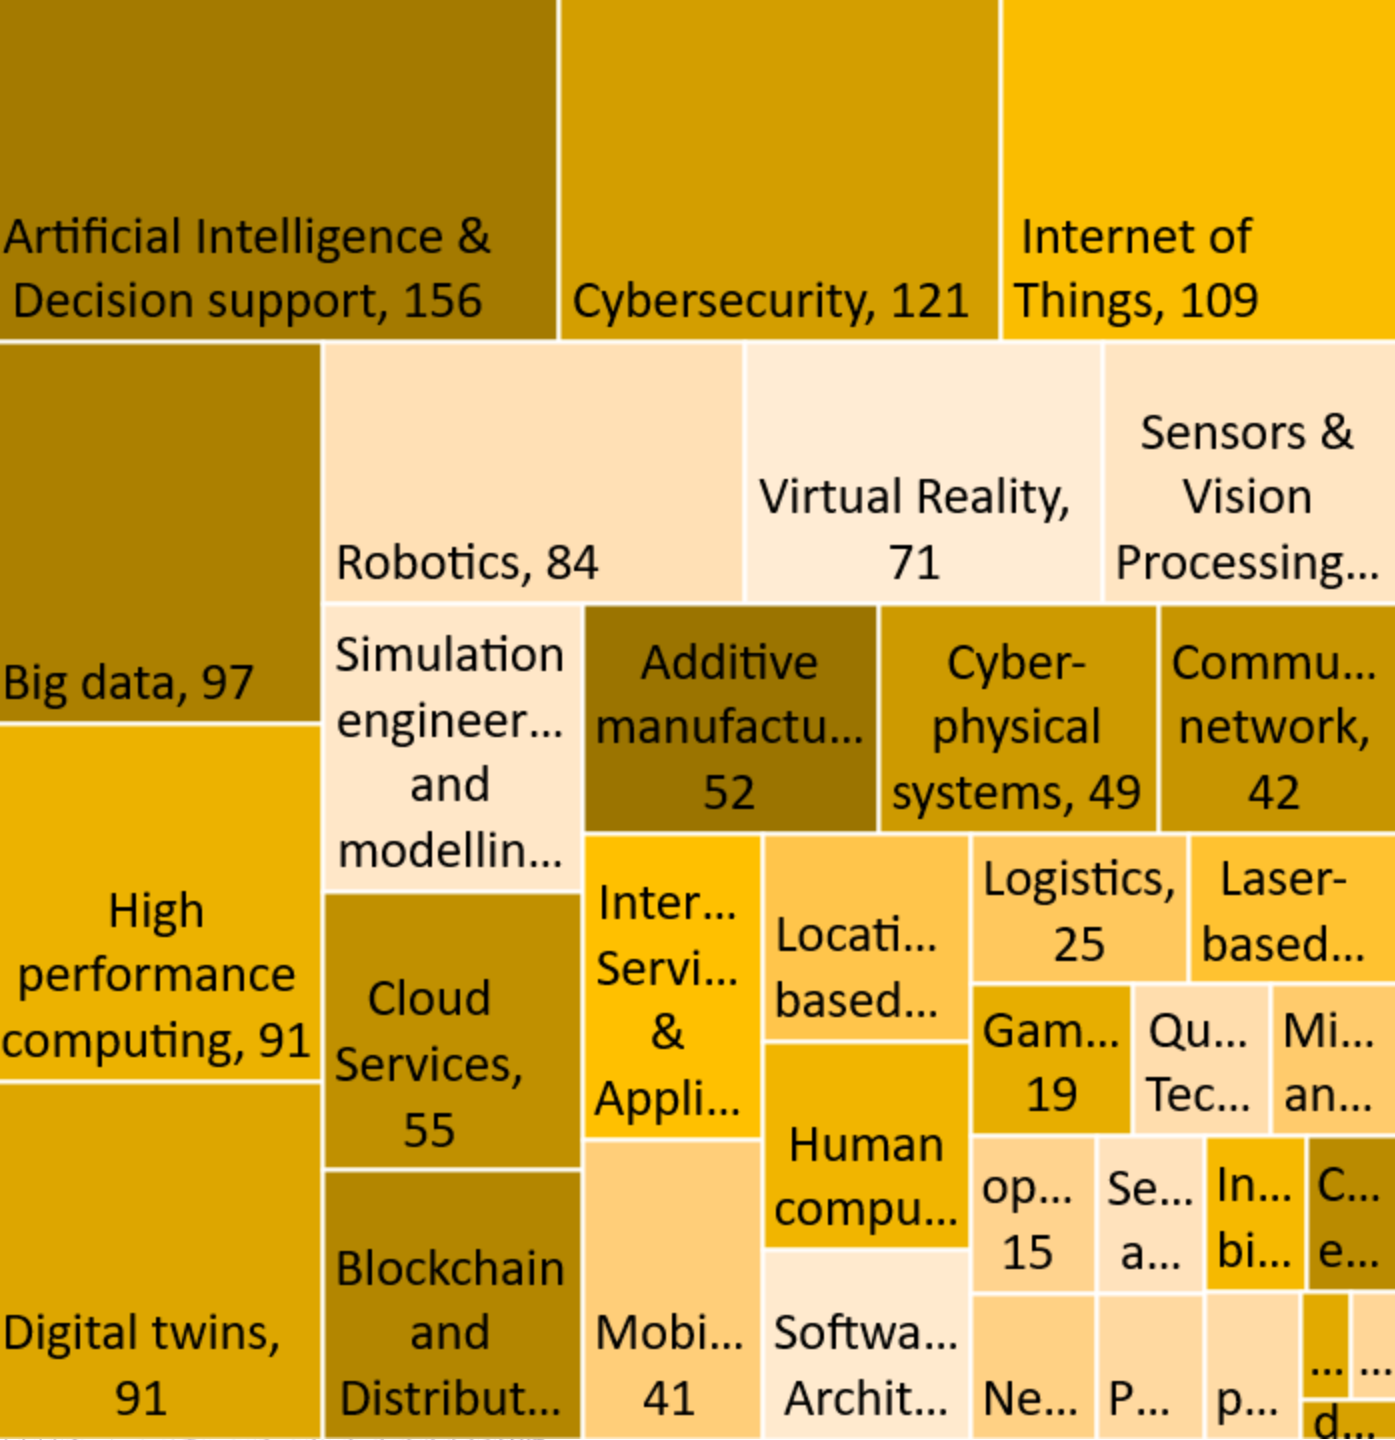 Artificial Intelligence &
Decision support, 156
Cybersecurity, 121
Internet of
Things, 109
Big data, 97
Robotics, 84
Virtual Reality,
71
Sensors &
Vision
Processing...
Simulation
engineer...
and
modellin...
Additive
manufactu...
52
Cyber-
physical
systems, 49
Commu...
network,
42
High
performance
computing, 91
Cloud
Services,
55
Inter...
Servi...
&
Appli...
Locati...
based...
Logistics,
25
Laser-
based...
Gam...
19
Qu...
Tec...
Mi...
an...
Human
compu...
Digital twins,
91
Blockchain
and
Distribut...
Mobi...
41
Softwa...
Archit...
op...
15
Se...
a...
In...
bi...
C...
e...
Ne...
P...
p...
...
...
d...